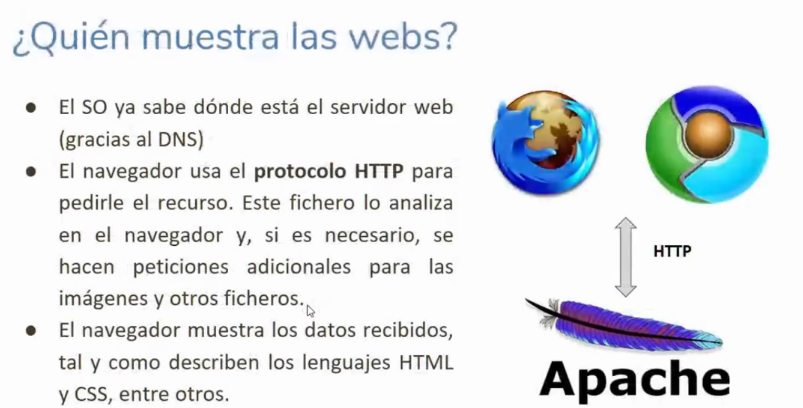 ¿Quién muestra las webs?
● El SO ya sabe dónde está el servidor web
(gracias al DNS)
● El navegador usa el protocolo HTTP para
pedirle el recurso. Este fichero lo analiza
en el navegador y, si es necesario, se
hacen peticiones adicionales para las
imágenes y otros ficheros.
● El navegador muestra los datos recibidos,
tal y como describen los lenguajes HTML
y CSS, entre otros.
HTTP
Apache